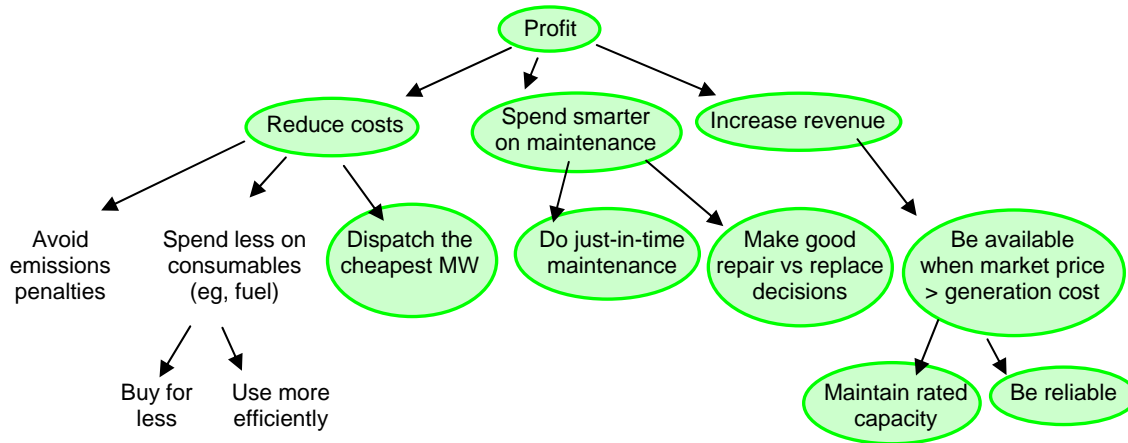 Profit
Reduce costs
Spend smarter
on maintenance
Increase revenue
Avoid
emissions
penalties
Spend less on
consumables
(eg, fuel)
Dispatch the
cheapest MW
Do just-in-time
maintenance
Make good
repair vs replace
decisions
Be available
when market price
> generation cost
Buy for
less
Use more
efficiently
Maintain rated
capacity
Be reliable